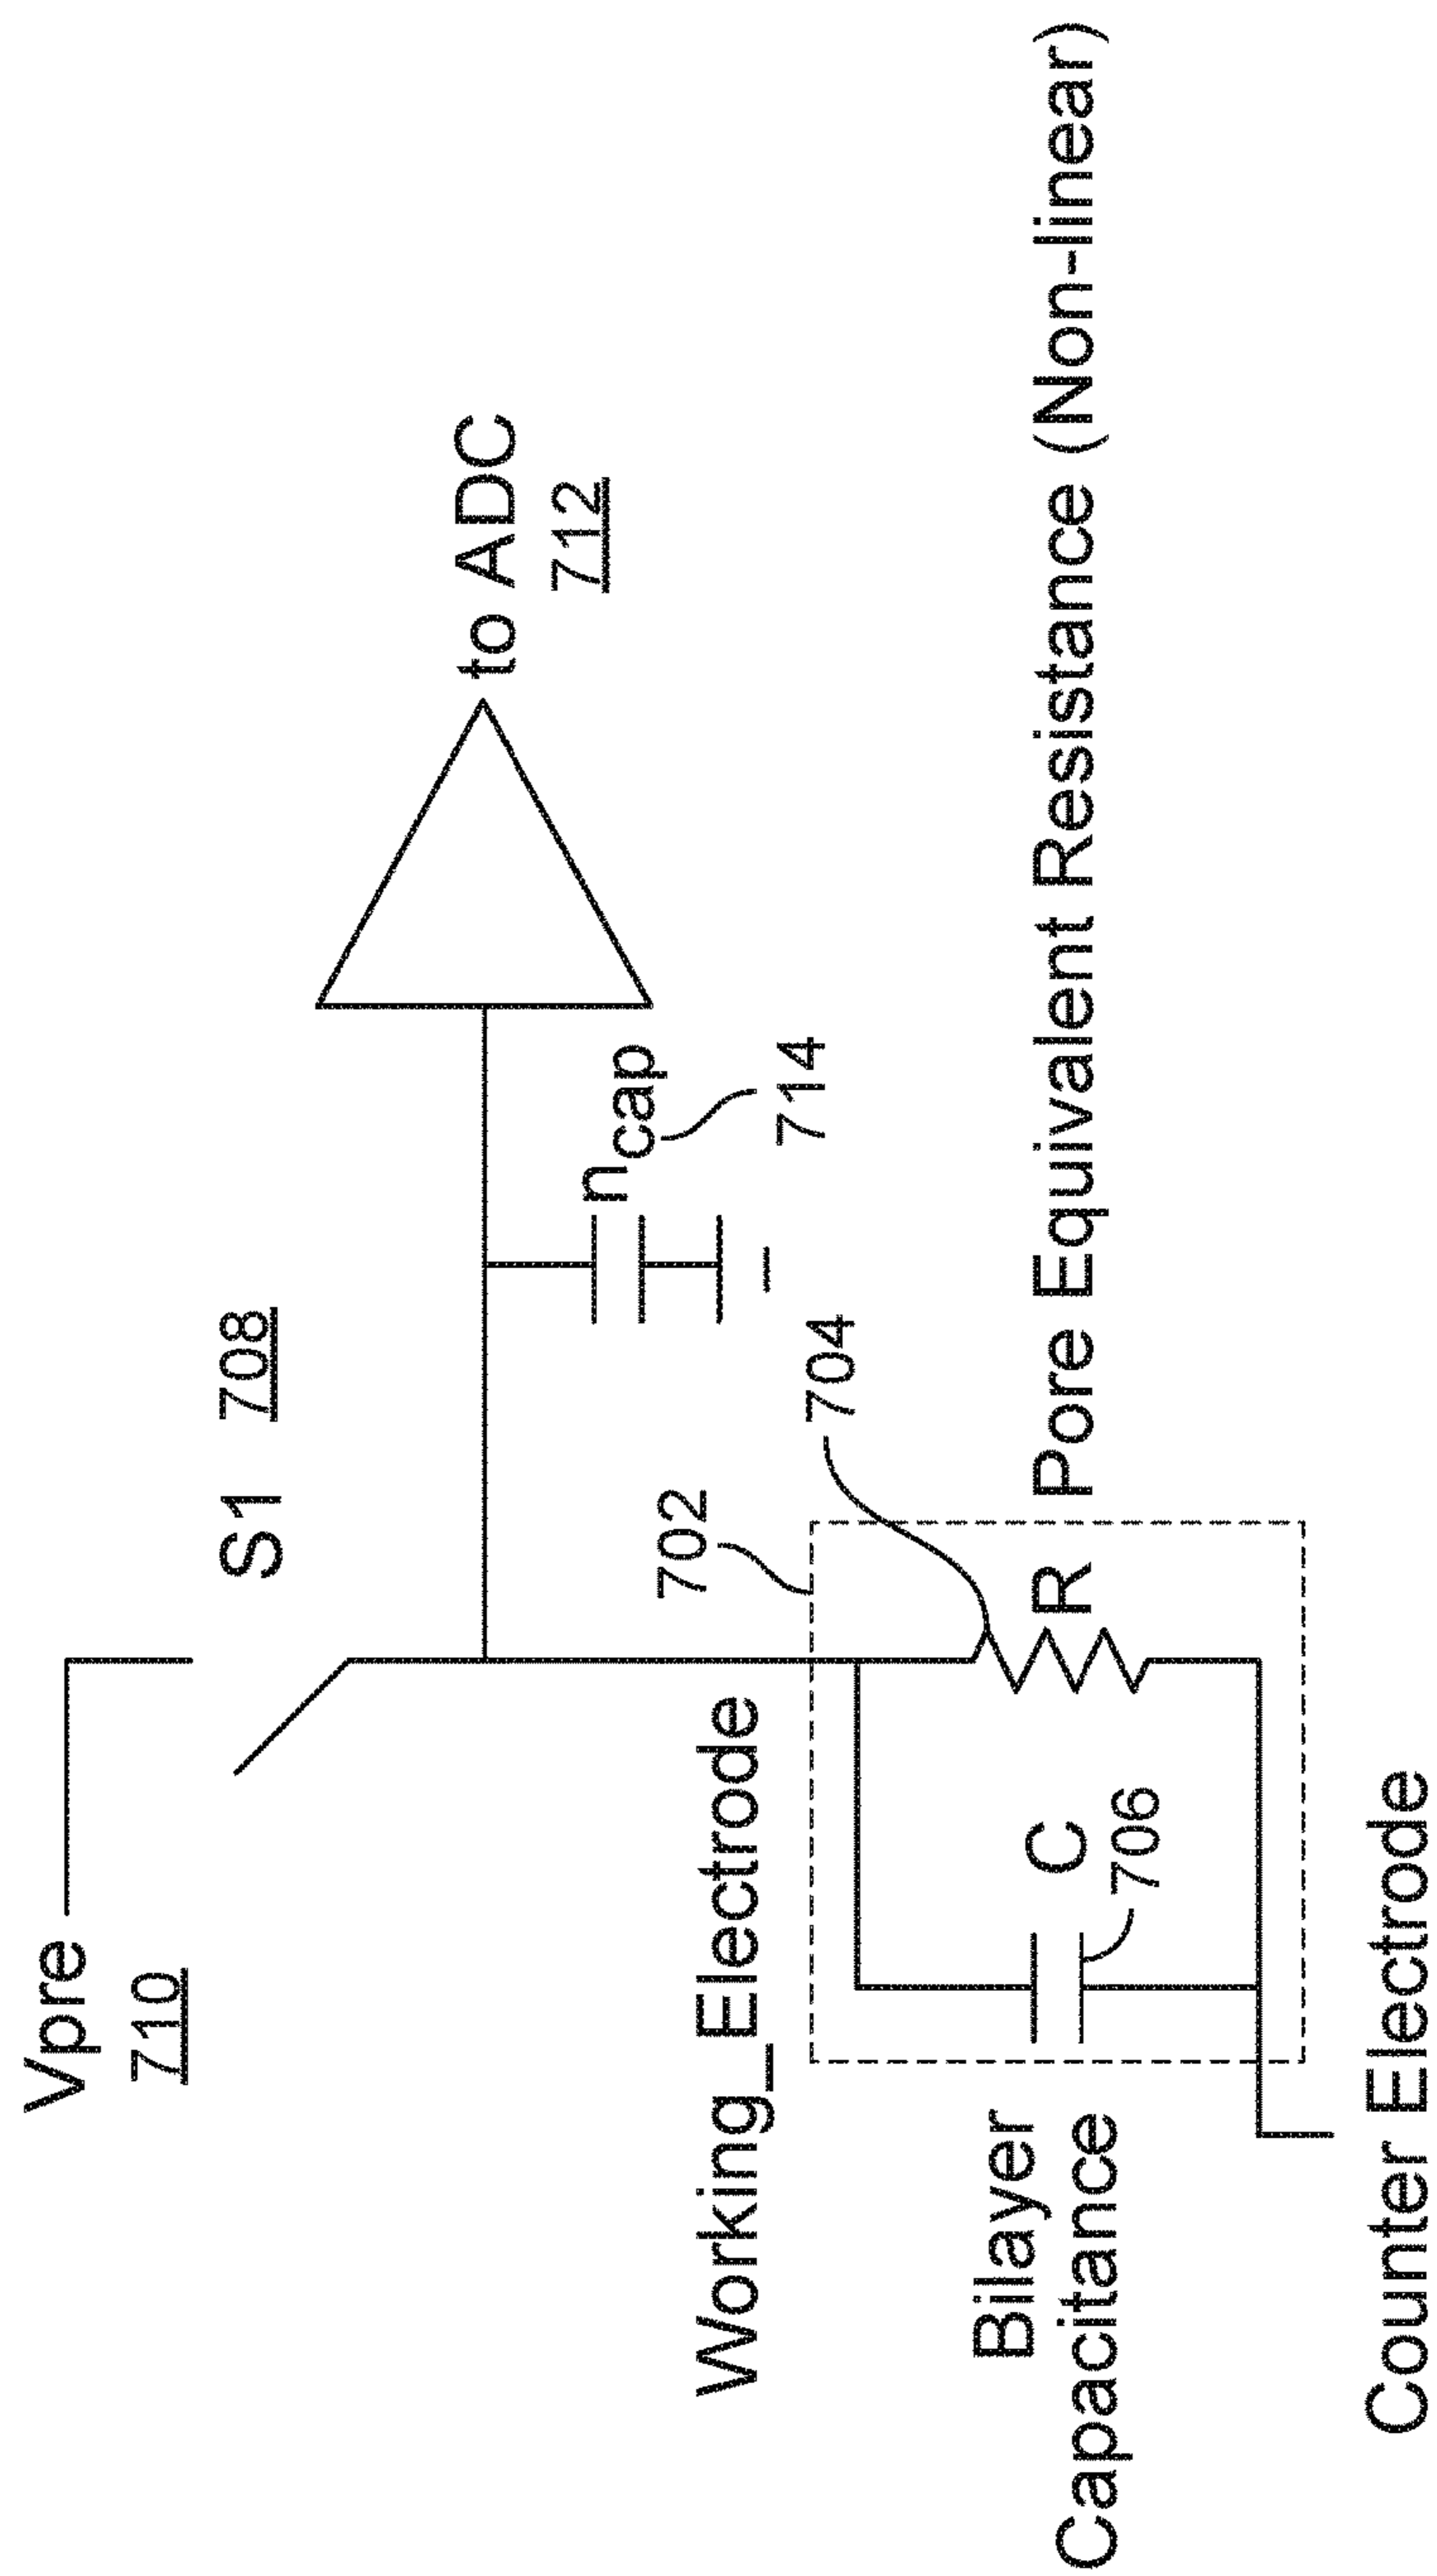 Vpre
710
S1 708
to ADC
712
n_cap
714
Working_Electrode
702
704
Bilayer
Capacitance
C
706
R
Pore Equivalent Resistance (Non-linear)
Counter Electrode